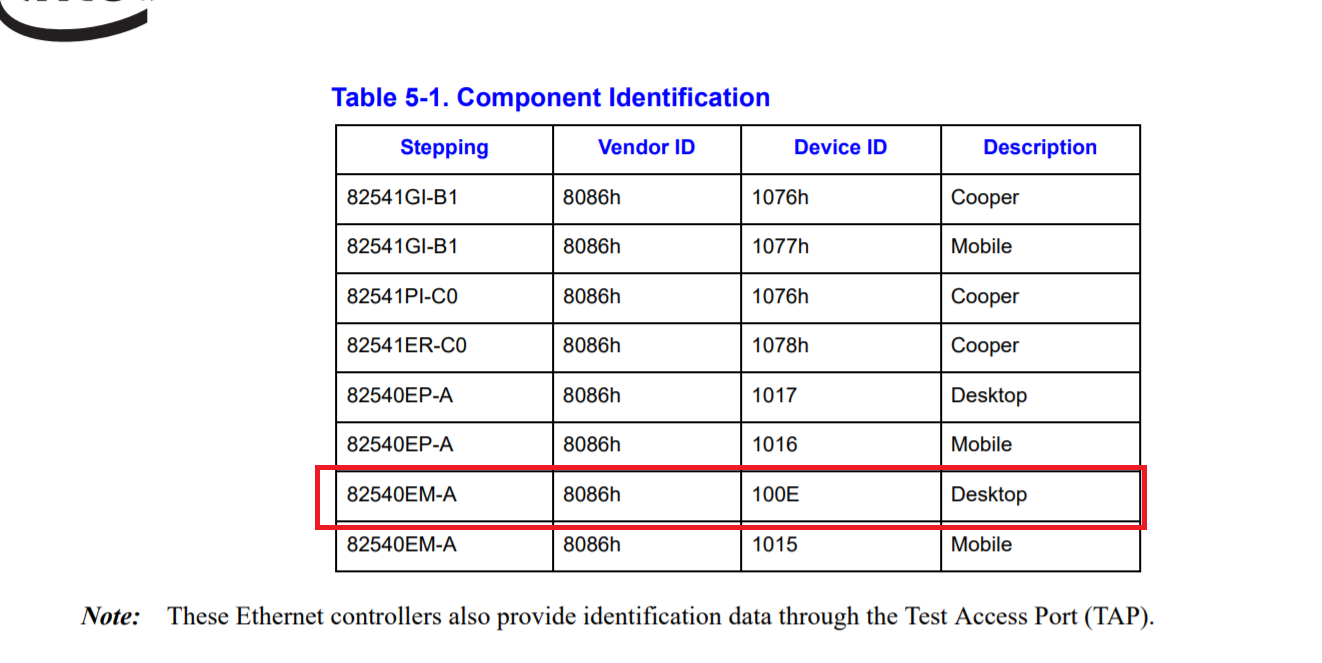 Table 5-1. Component Identification
Stepping Vendor ID Device ID Description
82541GI-B1 8086h 1076h Cooper
82541GI-B1 8086h 1077h Mobile
82541PI-C0 8086h 1076h Cooper
82541ER-C0 8086h 1078h Cooper
82540EP-A 8086h 1017 Desktop
82540EP-A 8086h 1016 Mobile
82540EM-A 8086h 100E Desktop
82540EM-A 8086h 1015 Mobile
Note: These Ethernet controllers also provide identification data through the Test Access Port (TAP).